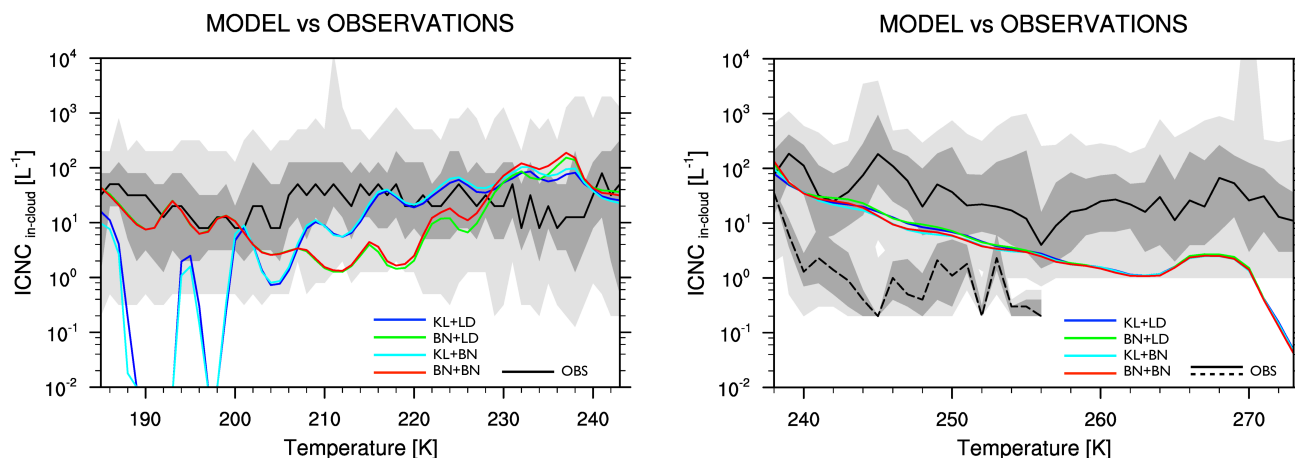 MODEL vs OBSERVATIONS
ICNC in-cloud [L-1]
10^4
10^3
10^2
10^1
10^0
10^-1
10^-2
KL+LD
BN+LD
KL+BN
BN+BN
OBS
190 200 210 220 230 240
Temperature [K]
MODEL vs OBSERVATIONS
ICNC in-cloud [L-1]
10^4
10^3
10^2
10^1
10^0
10^-1
10^-2
KL+LD
BN+LD
KL+BN
BN+BN
OBS
240 250 260 270
Temperature [K]